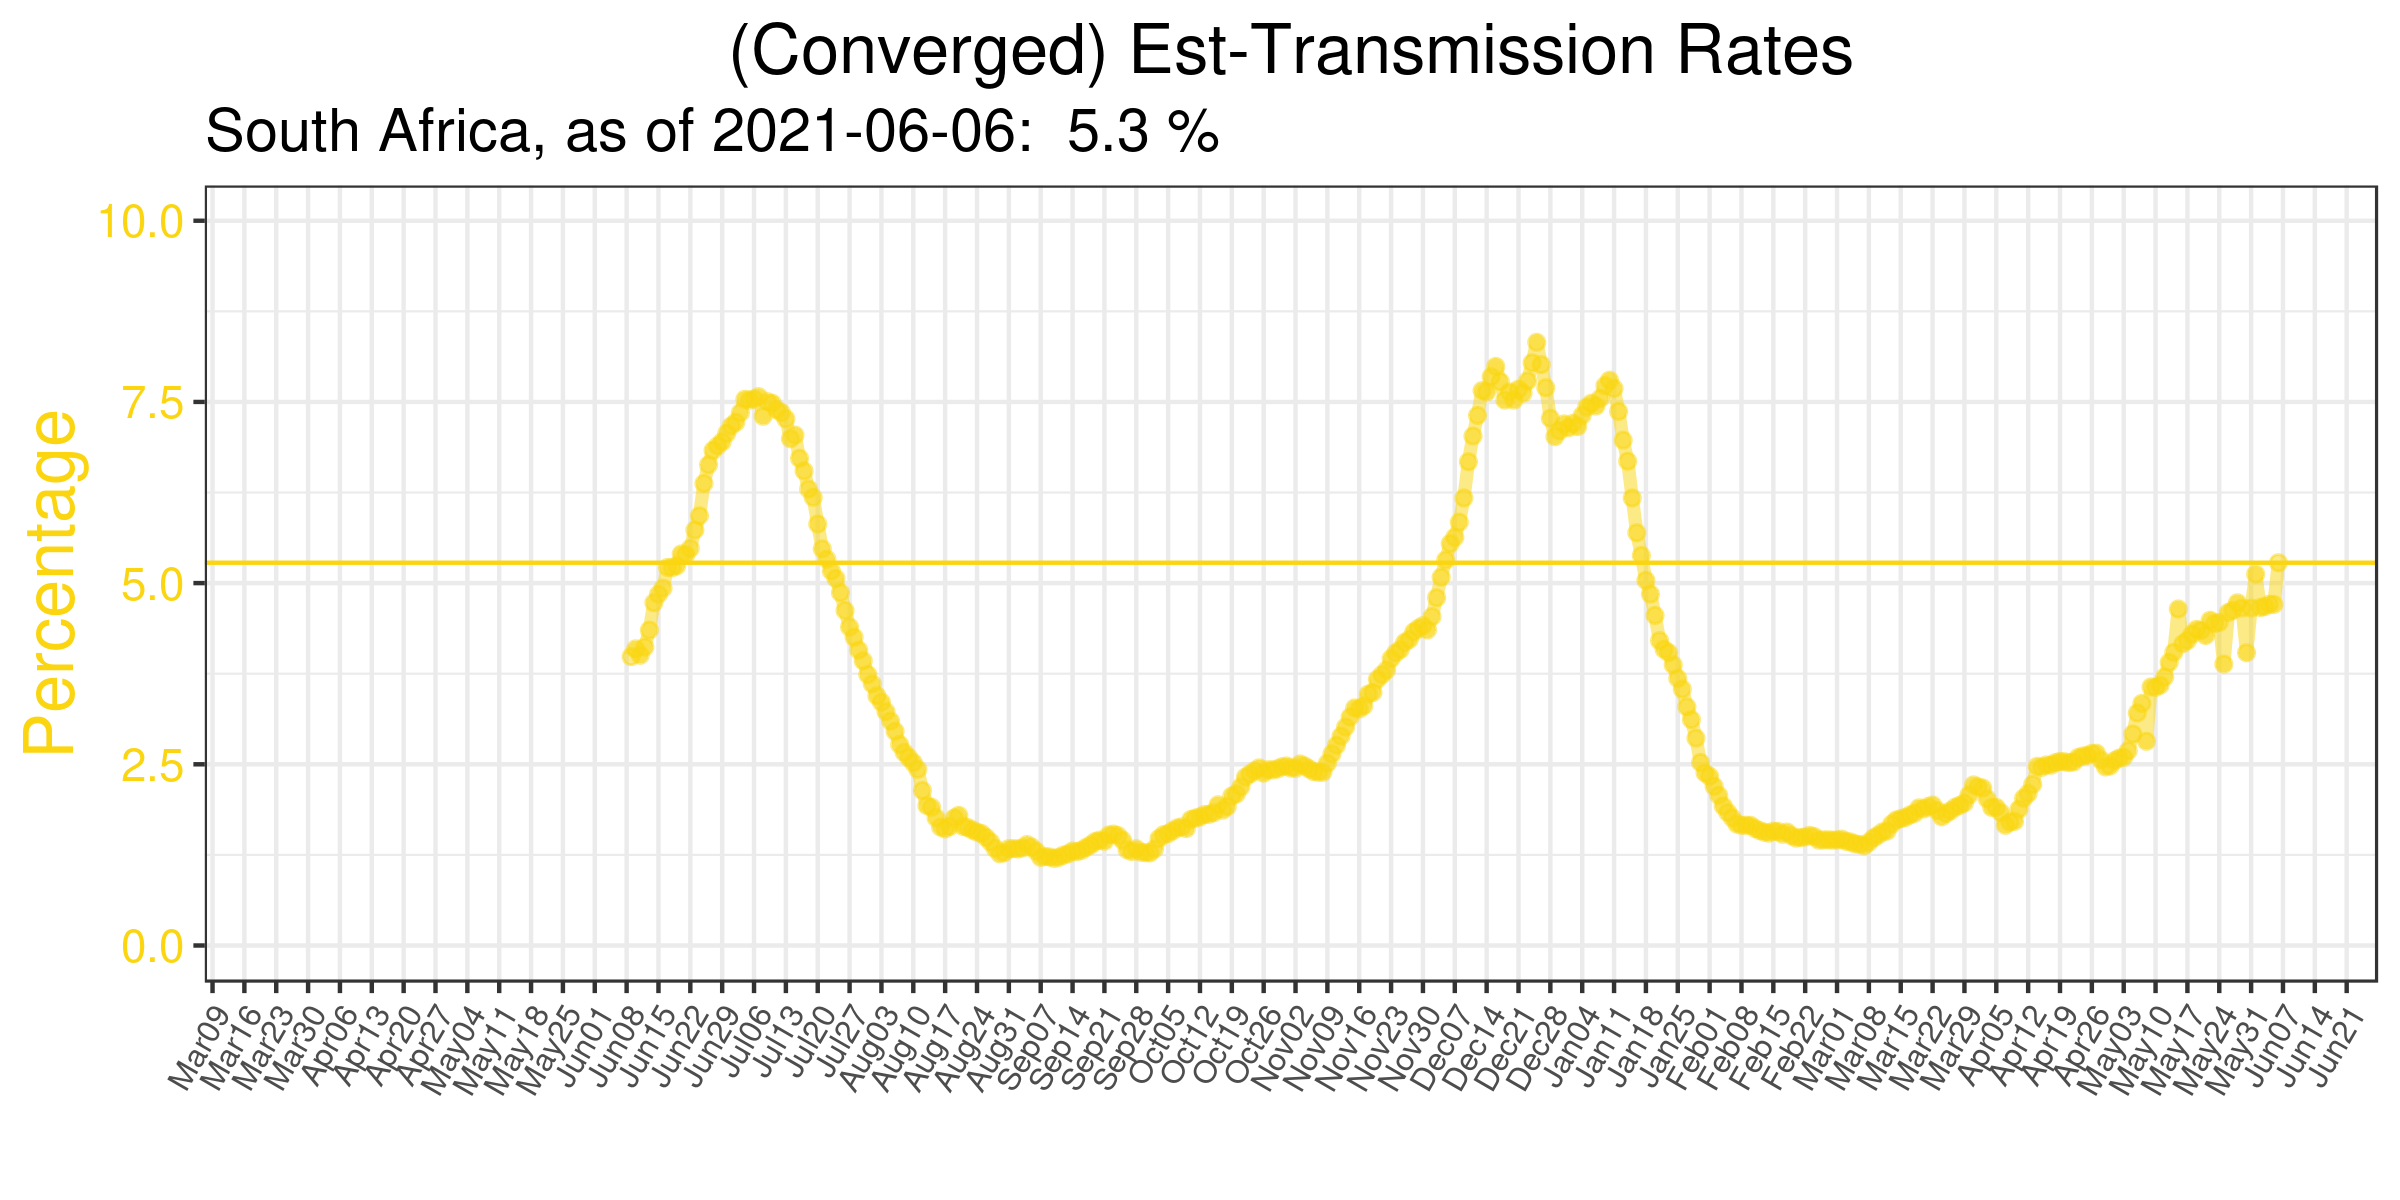 (Converged) Est-Transmission Rates
South Africa, as of 2021-06-06:  5.3 %
Percentage
10.0
7.5
5.0
2.5
0.0
Mar09
Mar16
Mar23
Mar30
Apr06
Apr13
Apr20
Apr27
May04
May11
May18
May25
Jun01
Jun08
Jun15
Jun22
Jun29
Jul06
Jul13
Jul20
Jul27
Aug03
Aug10
Aug17
Aug24
Aug31
Sep07
Sep14
Sep21
Sep28
Oct05
Oct12
Oct19
Oct26
Nov02
Nov09
Nov16
Nov23
Nov30
Dec07
Dec14
Dec21
Dec28
Jan04
Jan11
Jan18
Jan25
Feb01
Feb08
Feb15
Feb22
Mar01
Mar08
Mar15
Mar22
Mar29
Apr05
Apr12
Apr19
Apr26
May03
May10
May17
May24
May31
Jun07
Jun14
Jun21